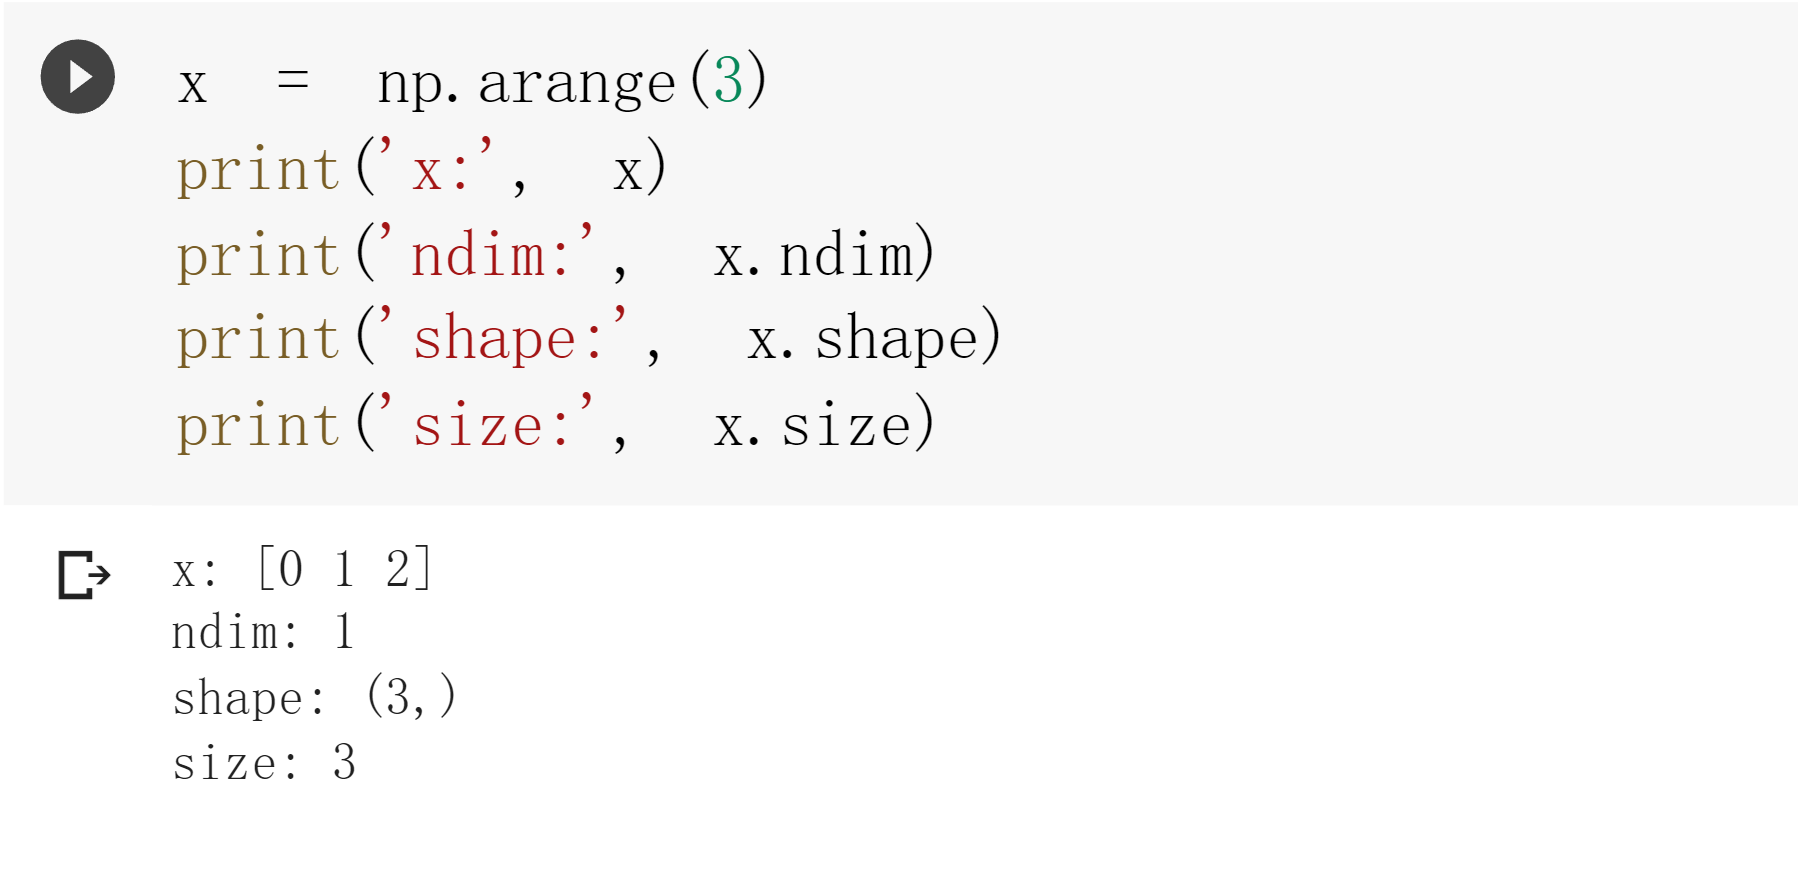 x = np.arange(3)
print('x:', x)
print('ndim:', x.ndim)
print('shape:', x.shape)
print('size:', x.size)
x: [0 1 2]
ndim: 1
shape: (3,)
size: 3